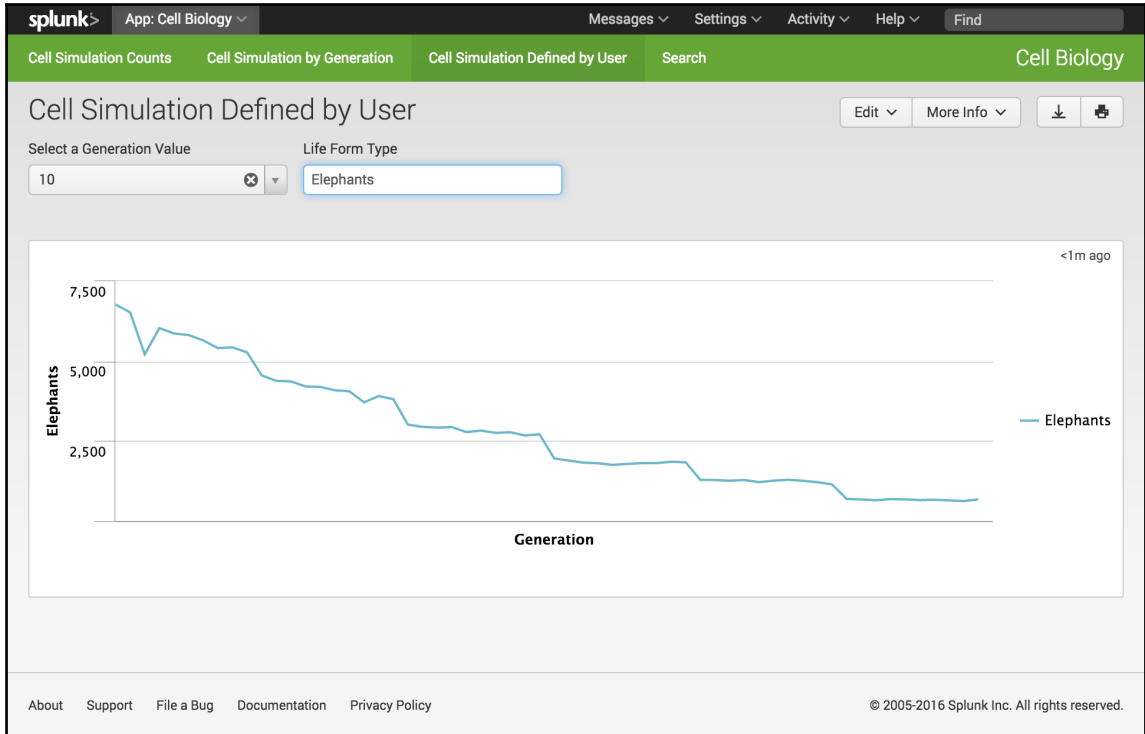 splunk> App: Cell Biology Messages Settings Activity Help Find
Cell Simulation Counts Cell Simulation by Generation Cell Simulation Defined by User Search Cell Biology
Cell Simulation Defined by User Edit More Info
Select a Generation Value Life Form Type
10 Elephants
<1m ago
7,500
5,000
2,500
Elephants
Elephants
Generation
About Support File a Bug Documentation Privacy Policy © 2005-2016 Splunk Inc. All rights reserved.